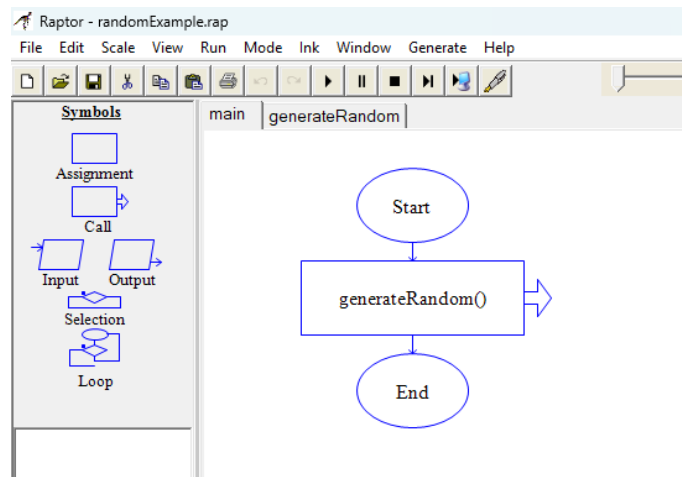 Raptor - randomExample.rap
File Edit Scale View Run Mode Ink Window Generate Help
Symbols
Assignment
Call
Input Output
Selection
Loop
main generateRandom
Start
generateRandom()
End